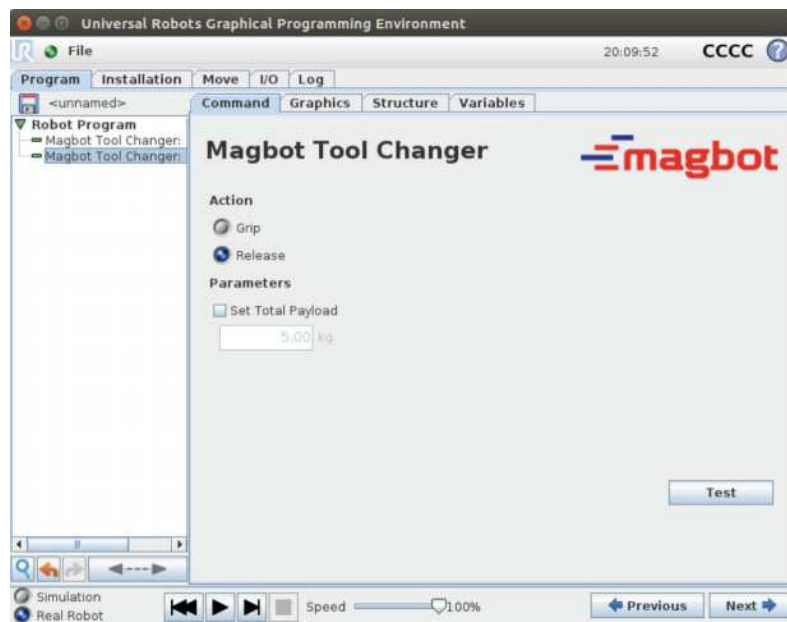 Universal Robots Graphical Programming Environment
File
20:09:52
CCCC
?
Program Installation Move I/O Log
<unnamed>
Command Graphics Structure Variables
Robot Program
Magbot Tool Changer:
Magbot Tool Changer:
Magbot Tool Changer
magbot
Action
Grip
Release
Parameters
Set Total Payload
5.00 kg
Test
Simulation
Real Robot
Speed
100%
Previous
Next